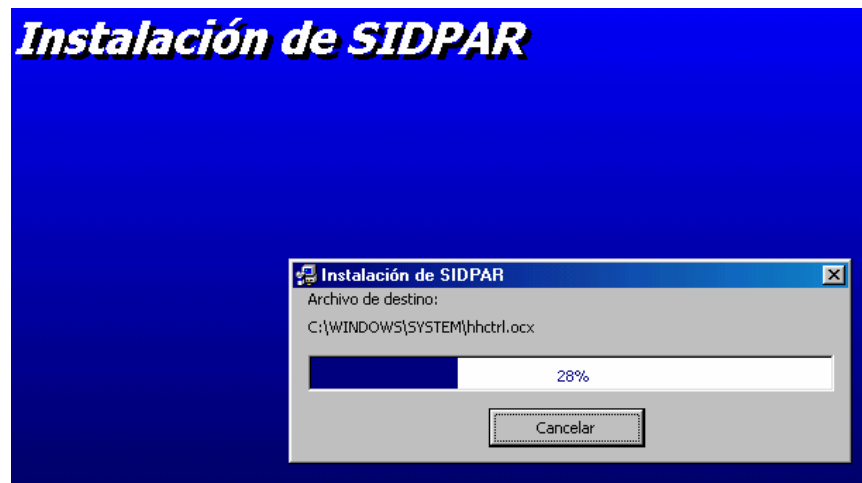 Instalación de SIDPAR
Instalación de SIDPAR
Archivo de destino:
C:\WINDOWS\SYSTEM\hhctrl.ocx
28%
Cancelar